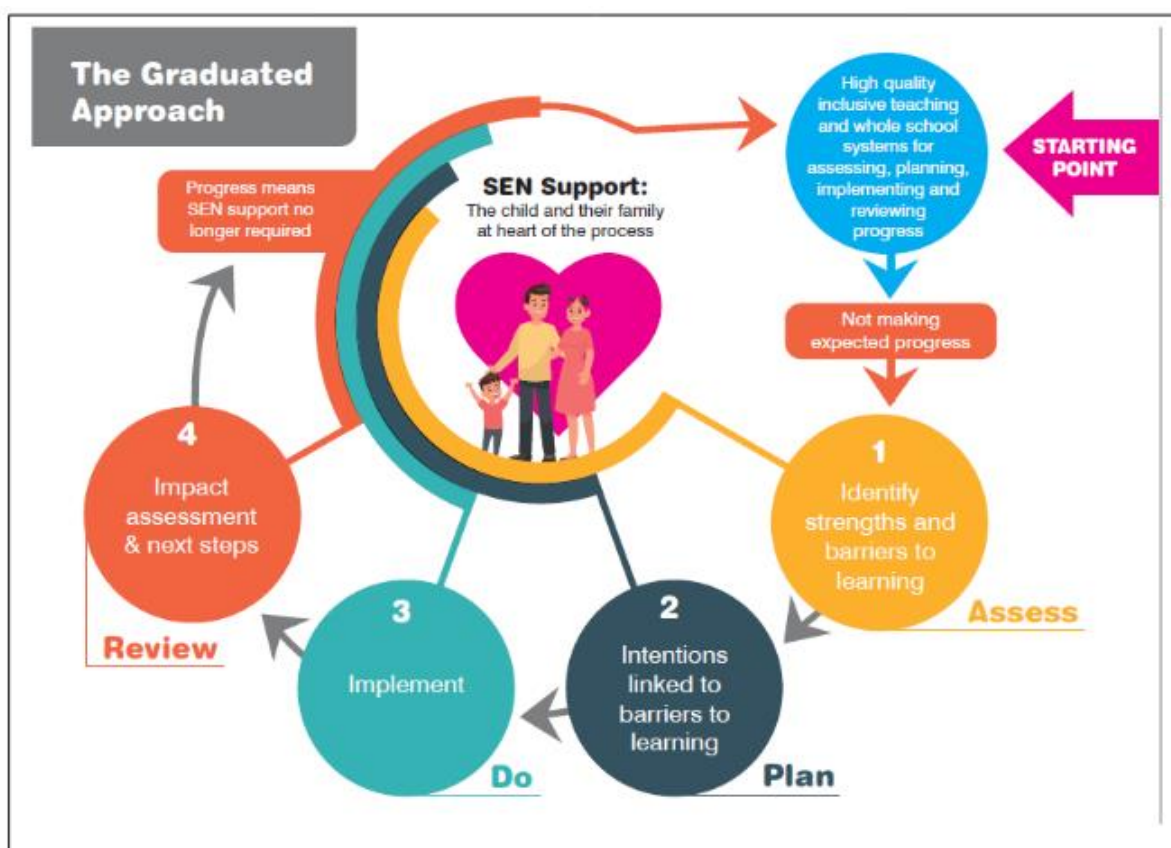 The Graduated
Approach
High quality
inclusive teaching
and whole school
systems for
assessing, planning,
implementing and
reviewing
progress
STARTING
POINT
Progress means
SEN support no
longer required
SEN Support:
The child and their family
at heart of the process
Not making
expected progress
1
Identify
strengths and
barriers to
learning
Assess
2
Intentions
linked to
barriers to
learning
Plan
3
Implement
Do
4
Impact
assessment
& next steps
Review